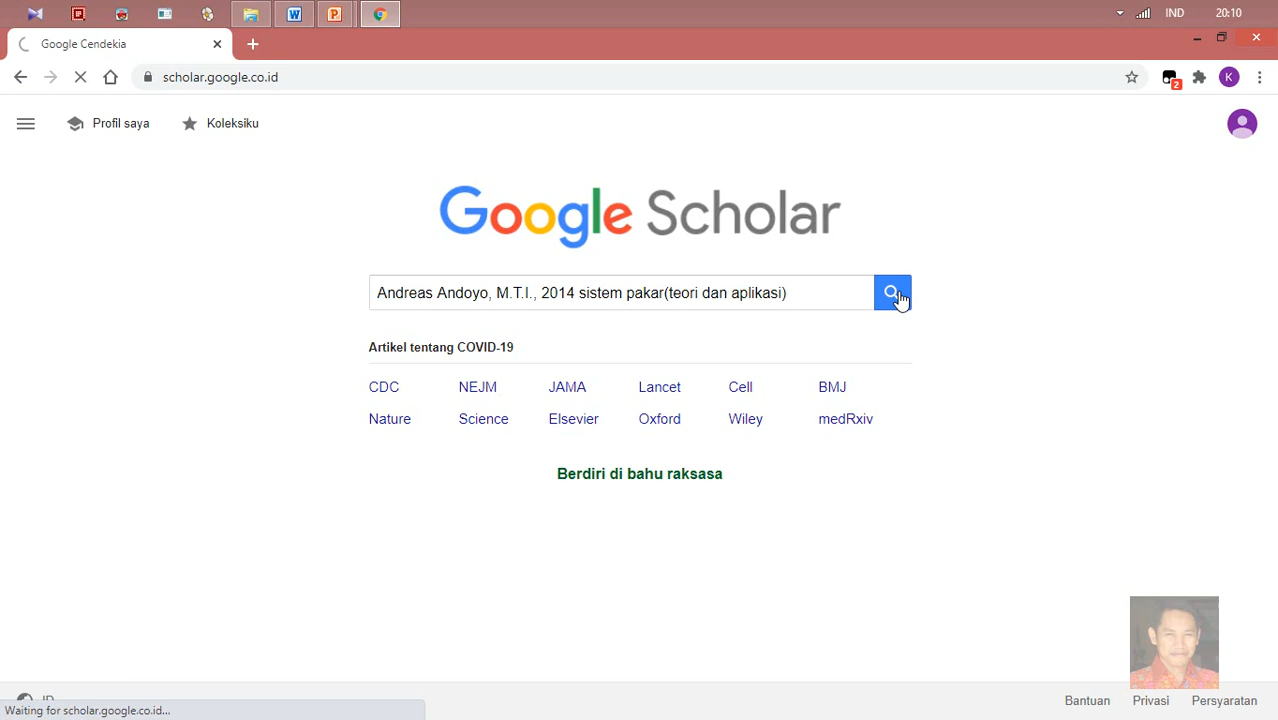 IND
20:10
Google Cendekia
scholar.google.co.id
2
K
Profil saya
Koleksiku
Google Scholar
Andreas Andoyo, M.T.I., 2014 sistem pakar(teori dan aplikasi)
Artikel tentang COVID-19
CDC NEJM JAMA Lancet Cell BMJ
Nature Science Elsevier Oxford Wiley medRxiv
Berdiri di bahu raksasa
Bantuan Privasi Persyaratan
Waiting for scholar.google.co.id...